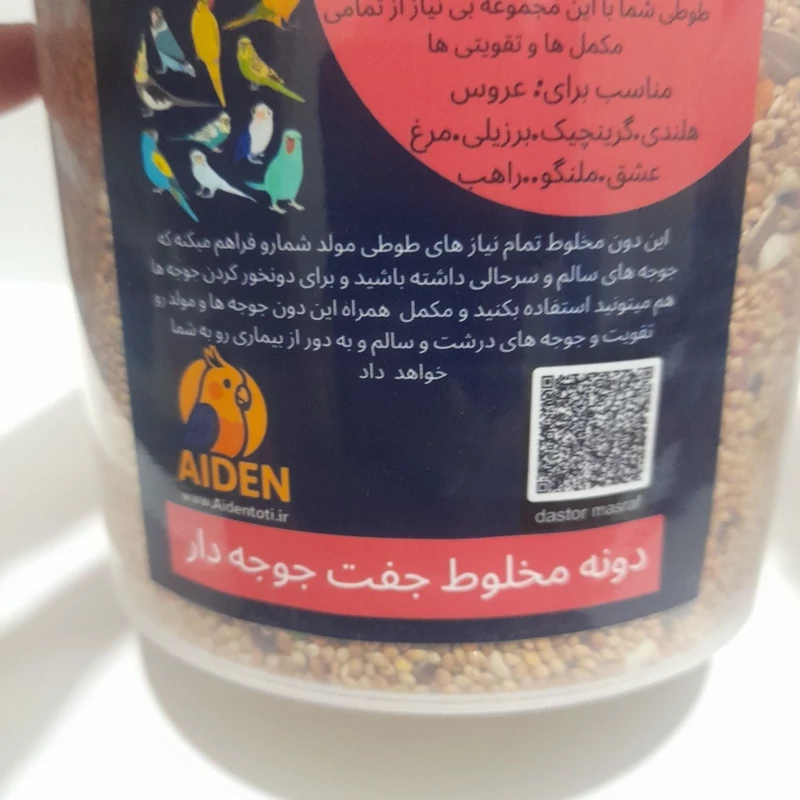 طوطی شما با این مجموعه بی نیاز از تمامی
مکمل ها و تقویتی ها
مناسب برای: عروس
هلندی.گرینچیک.برزیلی.مرغ
عشق.ملنگو..راهب
این دون مخلوط تمام نیاز های طوطی مولد شمارو فراهم میکنه که
جوجه های سالم و سرحالی داشته باشید و برای دونخور کردن جوجه ها
هم میتونید استفاده بکنید و مکمل همراه این دون جوجه ها و مولد رو
تقویت و جوجه های درشت و سالم و به دور از بیماری رو به شما
خواهد داد
AIDEN
www.Aidentoti.ir
dastor masraf
دونه مخلوط جفت جوجه دار